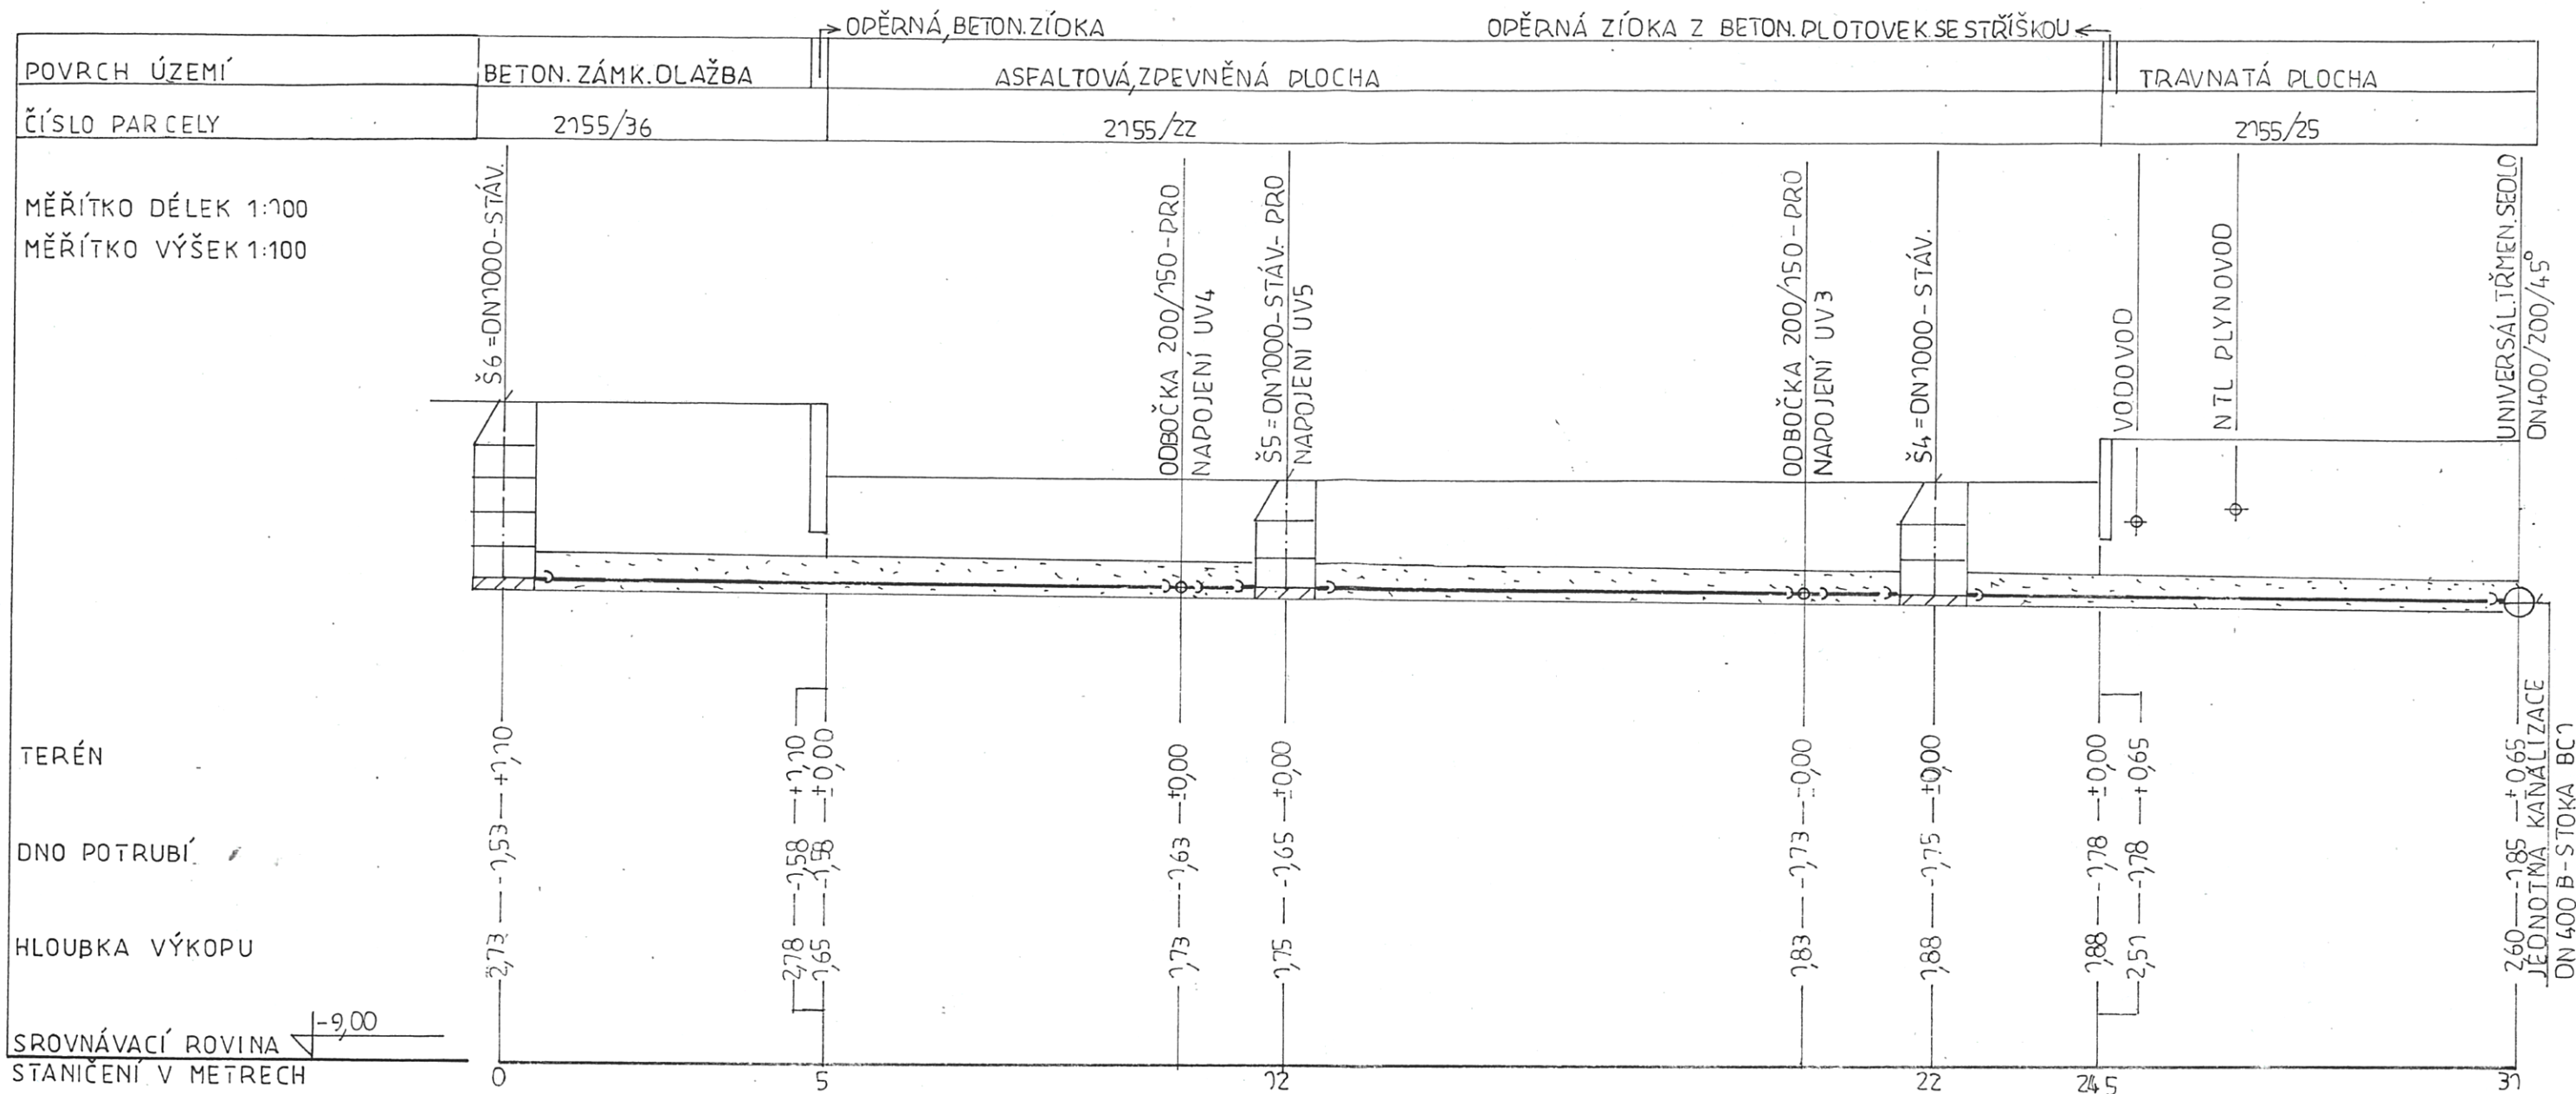 OPĚRNÁ, BETON. ZÍDKA
OPĚRNÁ ZÍDKA Z BETON. PLOTOVEK SE STŘÍŠKOU
POVRCH ÚZEMÍ
BETON. ZÁMK. DLAŽBA
ASFALTOVÁ, ZPEVNĚNÁ PLOCHA
TRAVNATÁ PLOCHA
ČÍSLO PARCELY
2155/36
2155/22
2155/25
MĚŘÍTKO DÉLEK 1:100
MĚŘÍTKO VÝŠEK 1:100
Š6 = DN1000 - STÁV.
ODBOČKA 200/150 - PRO
NAPOJENÍ UV4
Š5 = DN1000 - STÁV. - PRO
NAPOJENÍ UV5
ODBOČKA 200/150 - PRO
NAPOJENÍ UV3
Š4 = DN1000 - STÁV.
VODOVOD
NTL PLYNOVOD
UNIVERSÁL. TŘMEN. SEDLO
DN400/200/45°
TERÉN
+1,10
+1,10
±0,00
±0,00
±0,00
±0,00
±0,00
±0,00
+0,65
+0,65
DNO POTRUBÍ
-1,53
-1,58
-1,58
-1,63
-1,65
-1,73
-1,75
-1,78
-1,78
-1,85
HLOUBKA VÝKOPU
2,73
2,78
1,65
1,73
1,75
1,83
1,88
1,88
2,51
2,60
JEDNOTNÁ KANALIZACE
DN 400 B - STOKA BC1
SROVNÁVACÍ ROVINA
-9,00
STANIČENÍ V METRECH
0
5
12
22
24,5
31